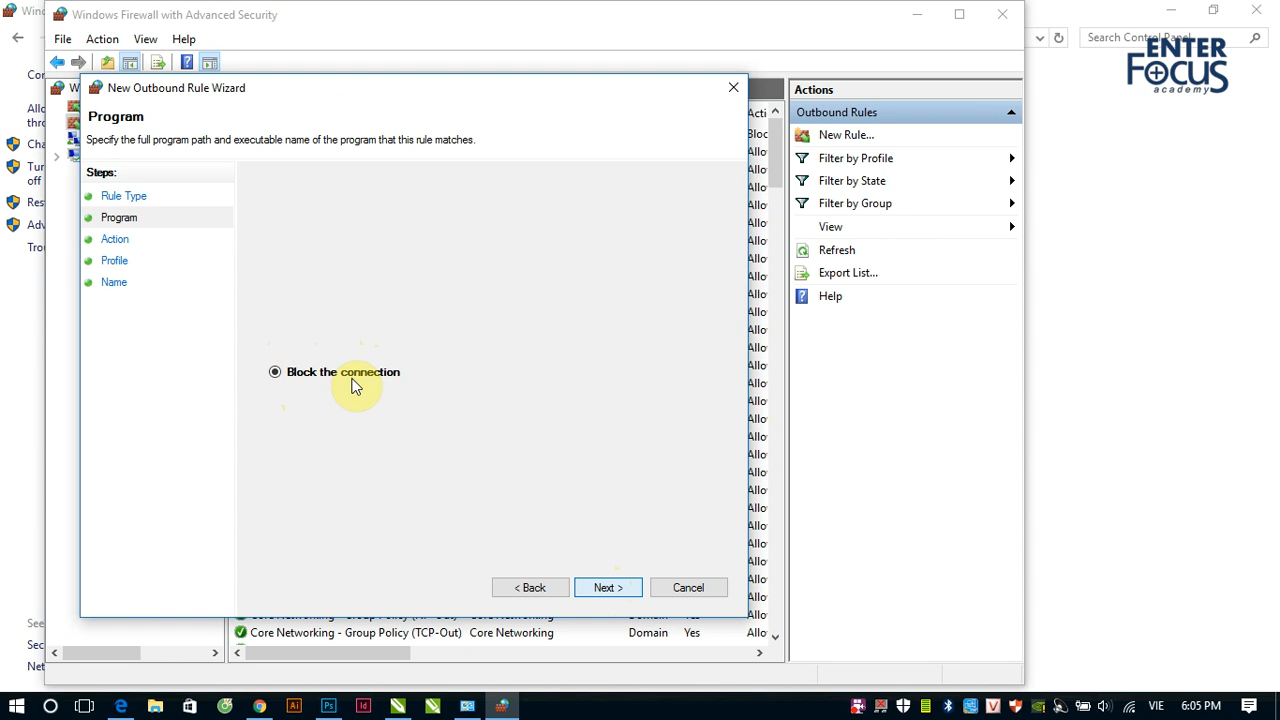 Windows Firewall with Advanced Security
Search Control Panel
ENTER
FOCUS
academy
File Action View Help
New Outbound Rule Wizard
Program
Specify the full program path and executable name of the program that this rule matches.
Steps:
Rule Type
Program
Action
Profile
Name
Block the connection
< Back
Next >
Cancel
Actions
Outbound Rules
New Rule...
Filter by Profile
Filter by State
Filter by Group
View
Refresh
Export List...
Help
Core Networking - Group Policy (TCP-Out) Core Networking Domain Yes
VIE 6:05 PM